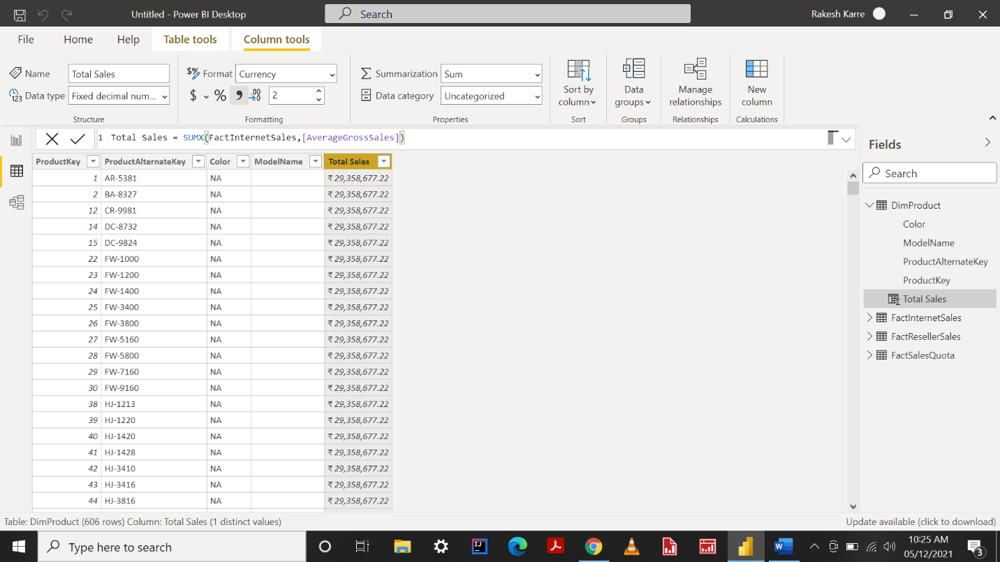 Untitled - Power BI Desktop
Search
Rakesh Karre
File Home Help Table tools Column tools
Name Total Sales
Data type Fixed decimal num...
Structure
$% Format Currency
$ % , .00 2
Formatting
Summarization Sum
Data category Uncategorized
Properties
Sort by column
Sort
Data groups
Groups
Manage relationships
Relationships
New column
Calculations
1 Total Sales = SUMX(FactInternetSales,[AverageGrossSales])
ProductKey ProductAlternateKey Color ModelName Total Sales
1 AR-5381 NA ₹ 29,358,677.22
2 BA-8327 NA ₹ 29,358,677.22
12 CR-9981 NA ₹ 29,358,677.22
14 DC-8732 NA ₹ 29,358,677.22
15 DC-9824 NA ₹ 29,358,677.22
22 FW-1000 NA ₹ 29,358,677.22
23 FW-1200 NA ₹ 29,358,677.22
24 FW-1400 NA ₹ 29,358,677.22
25 FW-3400 NA ₹ 29,358,677.22
26 FW-3800 NA ₹ 29,358,677.22
27 FW-5160 NA ₹ 29,358,677.22
28 FW-5800 NA ₹ 29,358,677.22
29 FW-7160 NA ₹ 29,358,677.22
30 FW-9160 NA ₹ 29,358,677.22
38 HJ-1213 NA ₹ 29,358,677.22
39 HJ-1220 NA ₹ 29,358,677.22
40 HJ-1420 NA ₹ 29,358,677.22
41 HJ-1428 NA ₹ 29,358,677.22
42 HJ-3410 NA ₹ 29,358,677.22
43 HJ-3416 NA ₹ 29,358,677.22
44 HJ-3816 NA ₹ 29,358,677.22
Fields
Search
DimProduct
Color
ModelName
ProductAlternateKey
ProductKey
Total Sales
FactInternetSales
FactResellerSales
FactSalesQuota
Table: DimProduct (606 rows) Column: Total Sales (1 distinct values)
Update available (click to download)
Type here to search
10:25 AM
05/12/2021
3